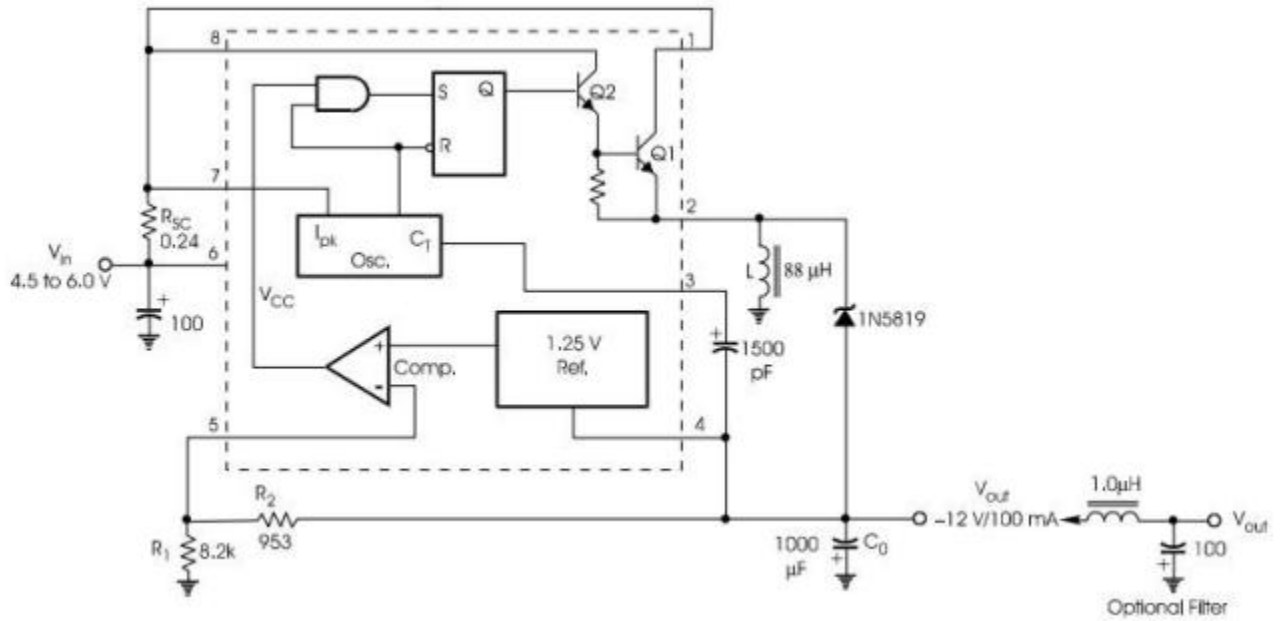 8
1
S Q
Q2
R
Q1
7
2
RSC
0.24
Ipk CT
Osc.
Vin
4.5 to 6.0 V
6
L 88 μH
3
VCC
+
100
1N5819
+
1500
pF
1.25 V
Ref.
+
Comp.
-
5
4
R2
953
R1 8.2k
Vout
-12 V/100 mA
1.0μH
Vout
1000
μF
C0
+
100
+
Optional Filter